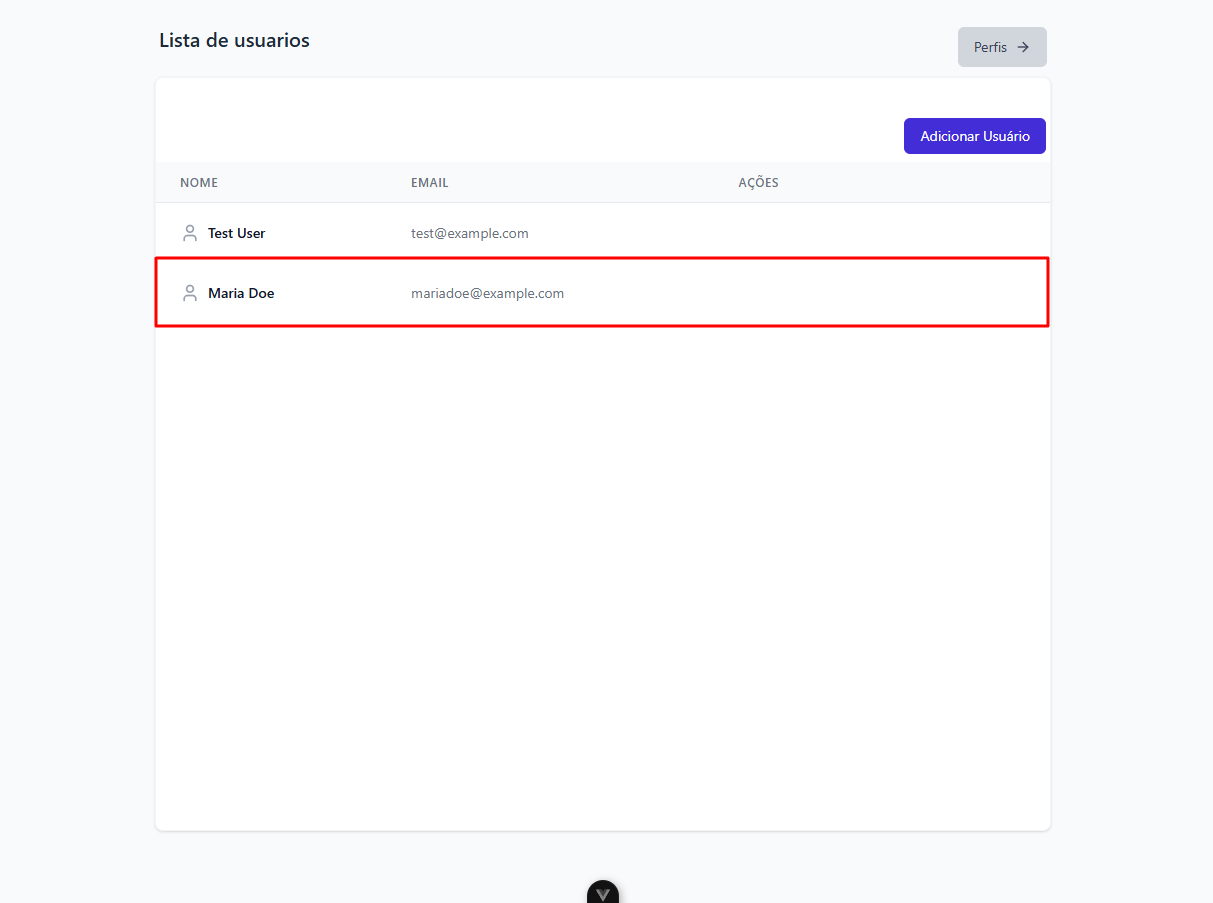 Lista de usuarios
Perfis
Adicionar Usuário
NOME EMAIL AÇÕES
Test User test@example.com
Maria Doe mariadoe@example.com